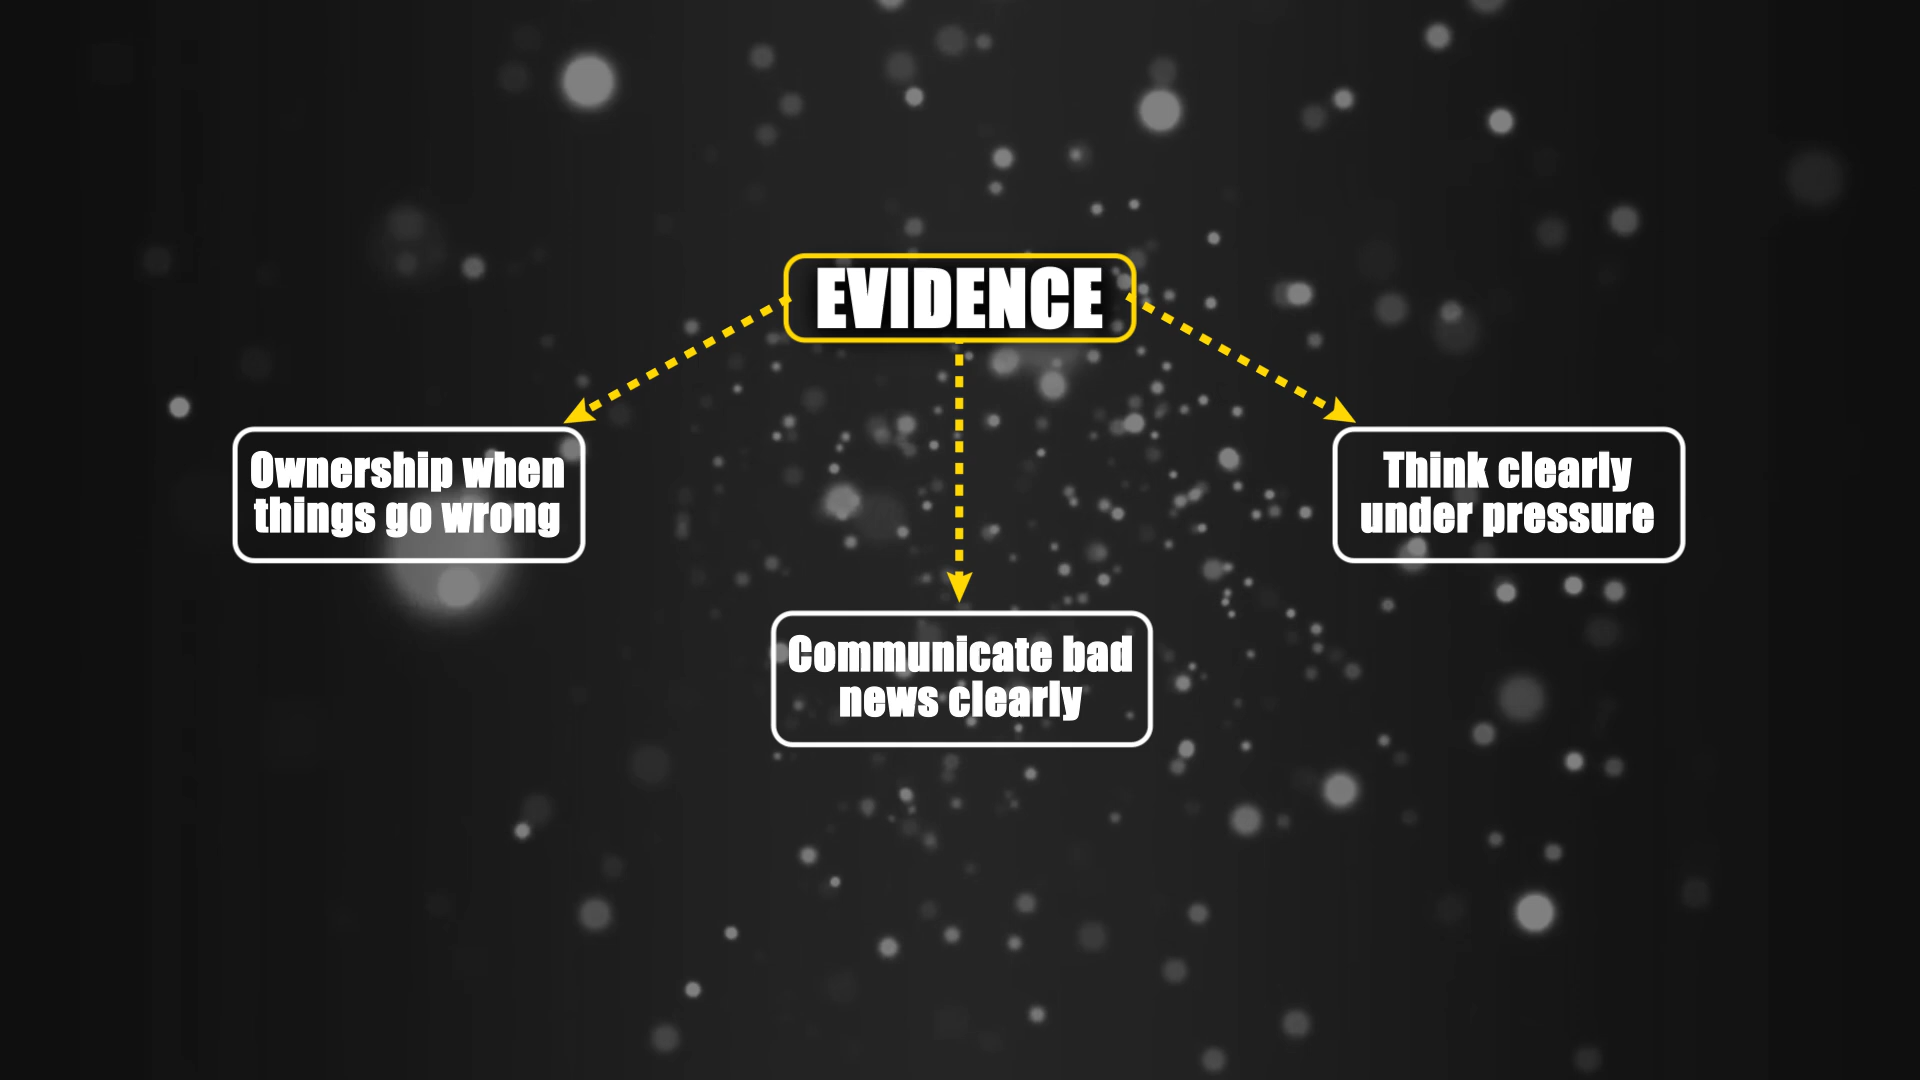 EVIDENCE
Ownership when
things go wrong
Think clearly
under pressure
Communicate bad
news clearly